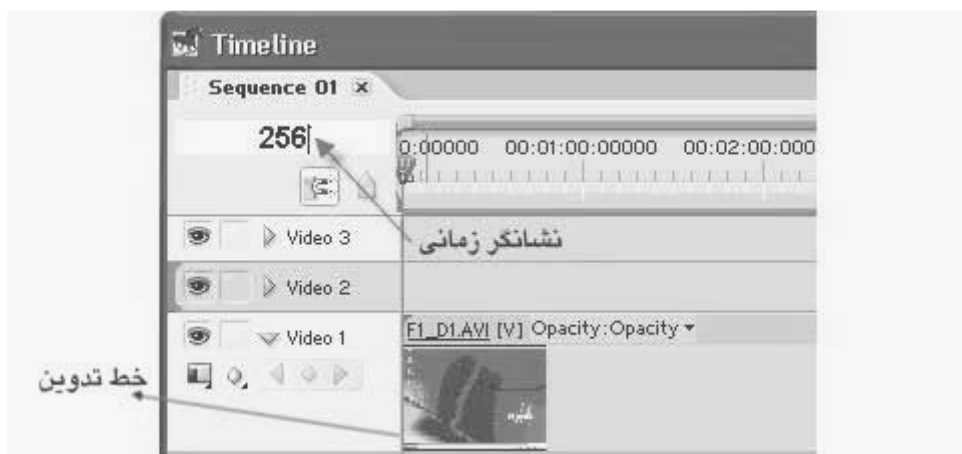 Timeline
Sequence 01
256
0:00000 00:01:00:00000 00:02:00:000
Video 3
نشانگر زمانی
Video 2
Video 1
F1_D1.AVI [V] Opacity:Opacity
خط تدوین